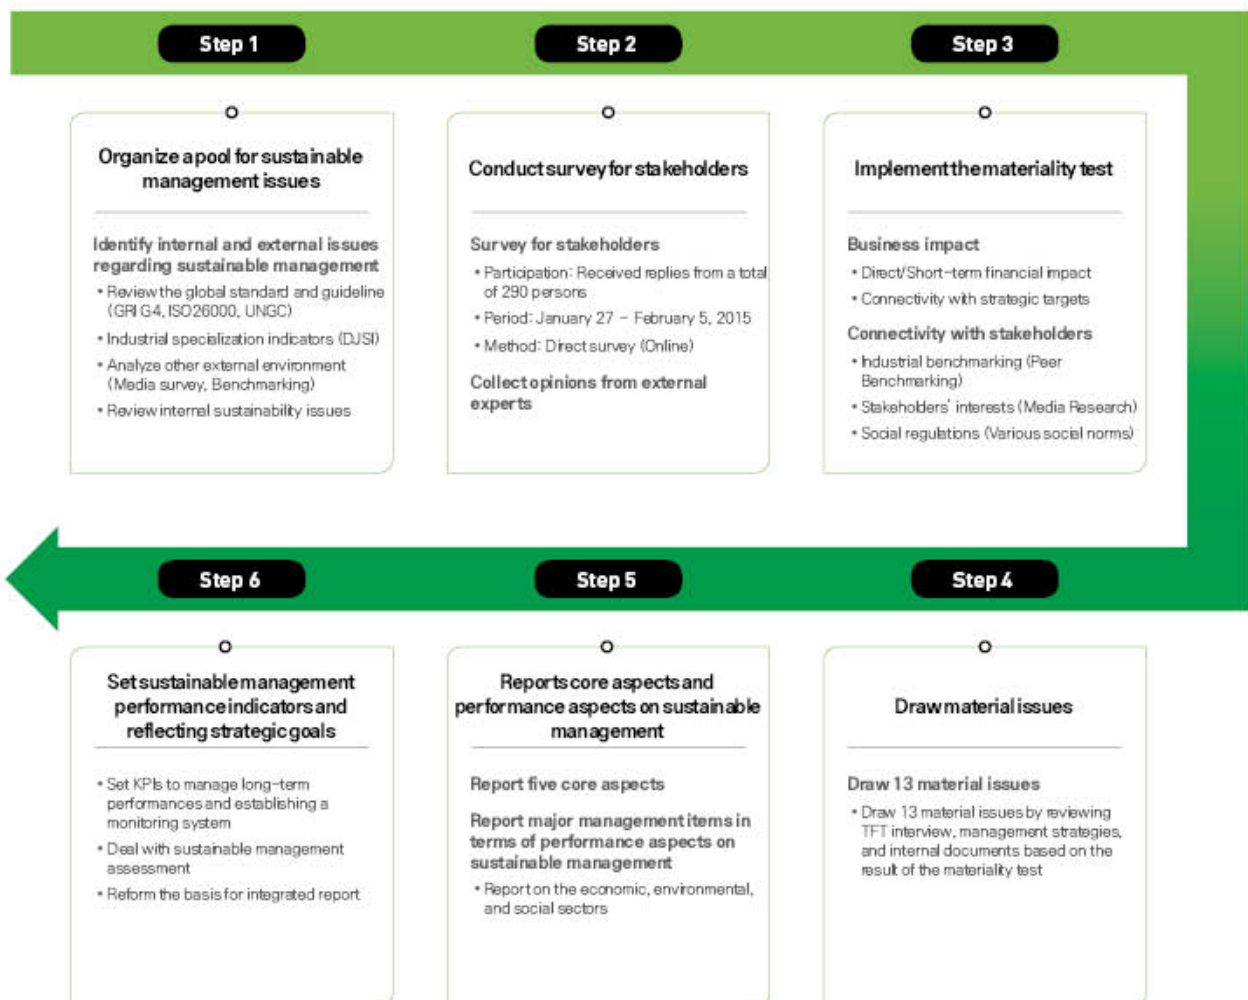 Step 1
Step 2
Step 3
Organize a pool for sustainable
management issues
Identify internal and external issues
regarding sustainable management
• Review the global standard and guideline
(GRI G4, ISO26000, UNGC)
• Industrial specialization indicators (DJSI)
• Analyze other external environment
(Media survey, Benchmarking)
• Review internal sustainability issues
Conduct survey for stakeholders
Survey for stakeholders
• Participation: Received replies from a total
of 290 persons
• Period: January 27 – February 5, 2015
• Method: Direct survey (Online)
Collect opinions from external
experts
Implement the materiality test
Business impact
• Direct/Short-term financial impact
• Connectivity with strategic targets
Connectivity with stakeholders
• Industrial benchmarking (Peer
Benchmarking)
• Stakeholders' interests (Media Research)
• Social regulations (Various social norms)
Step 6
Step 5
Step 4
Set sustainable management
performance indicators and
reflecting strategic goals
• Set KPIs to manage long-term
performances and establishing a
monitoring system
• Deal with sustainable management
assessment
• Reform the basis for integrated report
Reports core aspects and
performance aspects on sustainable
management
Report five core aspects
Report major management items in
terms of performance aspects on
sustainable management
• Report on the economic, environmental,
and social sectors
Draw material issues
Draw 13 material issues
• Draw 13 material issues by reviewing
TFT interview, management strategies,
and internal documents based on the
result of the materiality test